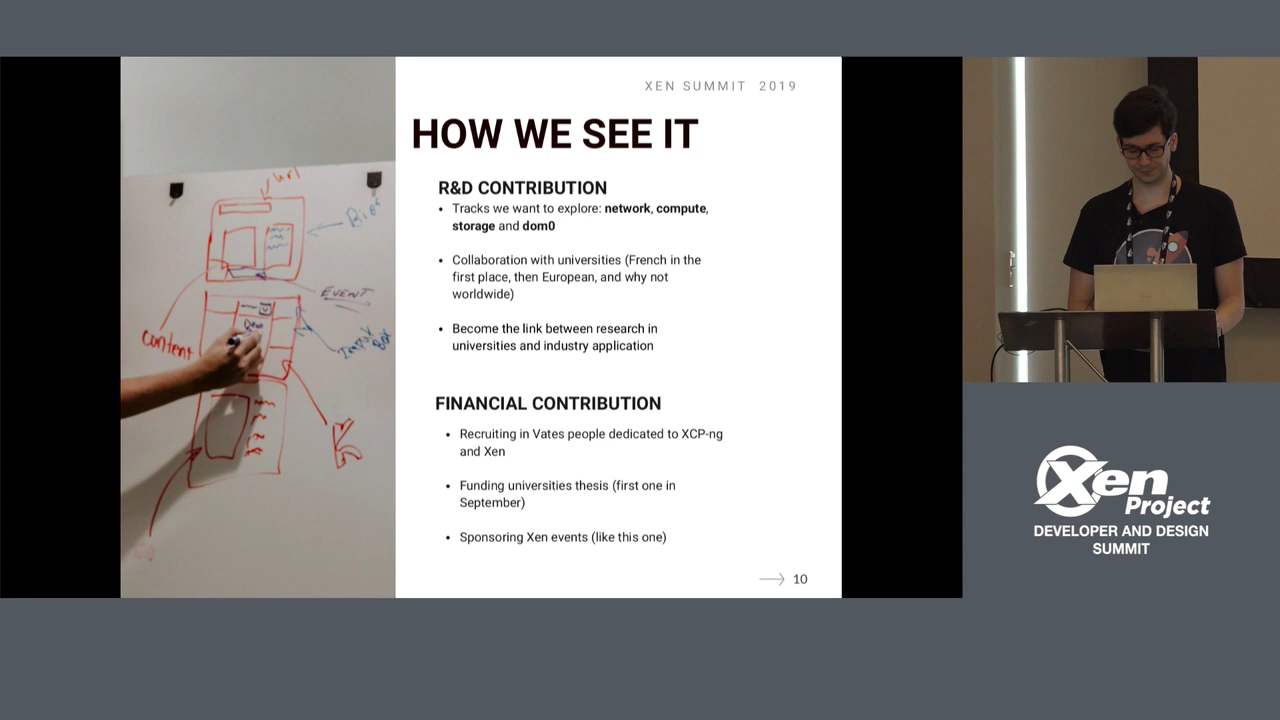 XEN SUMMIT 2019
HOW WE SEE IT
R&D CONTRIBUTION
• Tracks we want to explore: network, compute,
storage and dom0
• Collaboration with universities (French in the
first place, then European, and why not
worldwide)
• Become the link between research in
universities and industry application
FINANCIAL CONTRIBUTION
• Recruiting in Vates people dedicated to XCP-ng
and Xen
• Funding universities thesis (first one in
September)
• Sponsoring Xen events (like this one)
10
url
EVENT
Content
Xen
Project
DEVELOPER AND DESIGN
SUMMIT